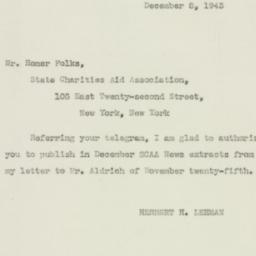 December 8, 1943
Mr. Homer Folks,
State Charities Aid Association,
105 East Twenty-second Street,
New York, New York
Referring your telegram, I am glad to authori
you to publish in December SCAA News extracts from
my letter to Mr. Aldrich of November twenty-fifth.
HERBERT H. LEHMAN